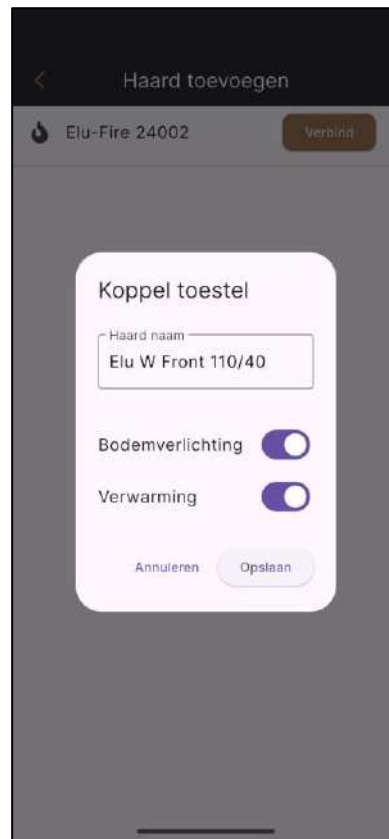 Haard toevoegen
Elu-Fire 24002 Verbind
Koppel toestel
Haard naam
Elu W Front 110/40
Bodemverlichting
Verwarming
Annuleren Opslaan